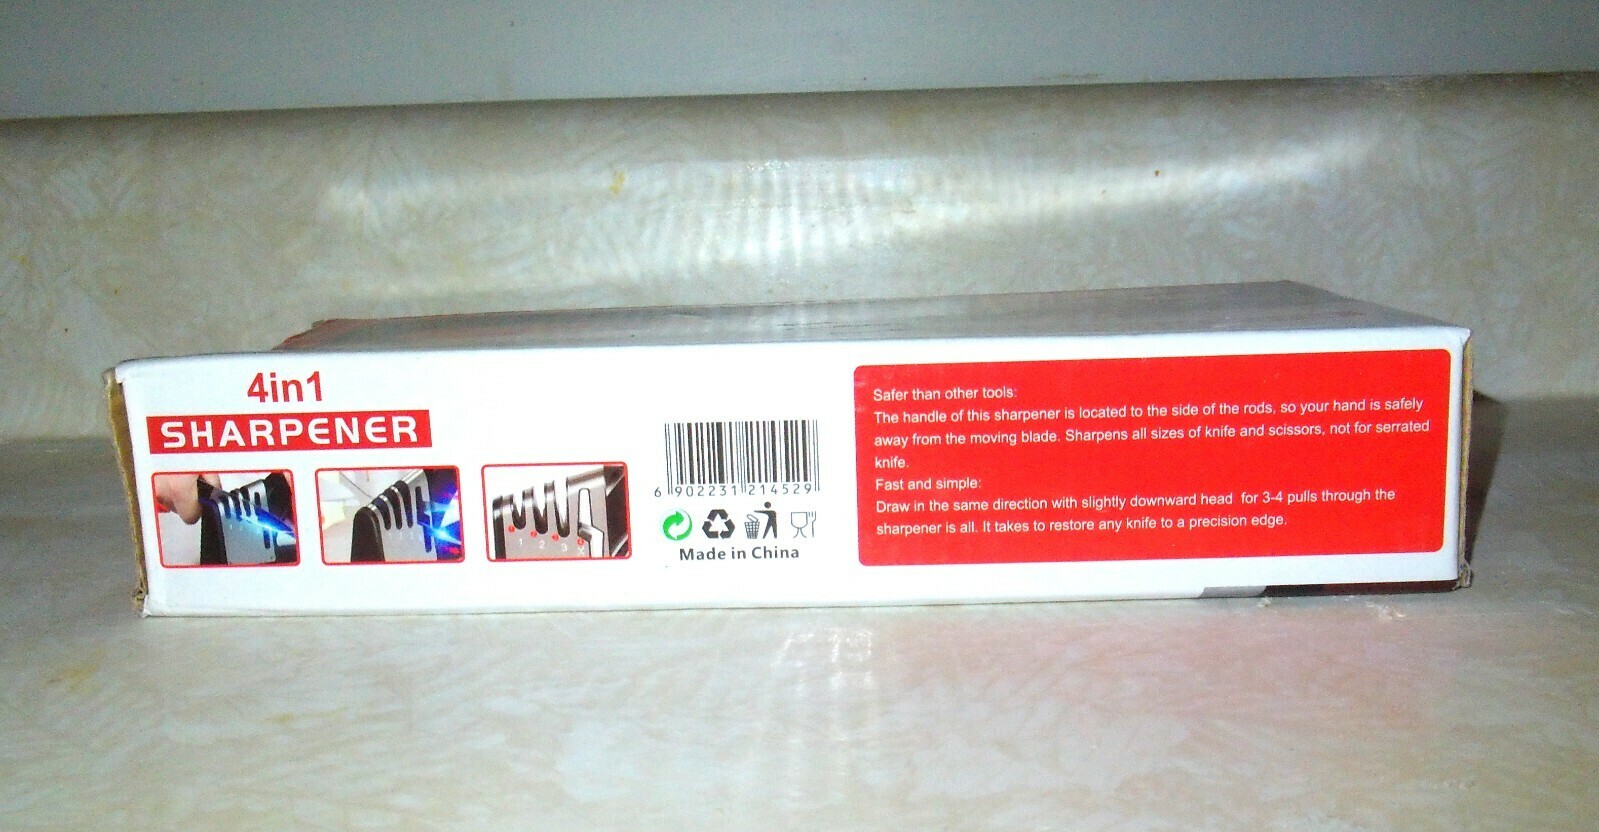 4in1
SHARPENER
1 2 3
6 902231 214529
Made in China
Safer than other tools:
The handle of this sharpener is located to the side of the rods, so your hand is safely
away from the moving blade. Sharpens all sizes of knife and scissors, not for serrated
knife.
Fast and simple:
Draw in the same direction with slightly downward head for 3-4 pulls through the
sharpener is all. It takes to restore any knife to a precision edge.